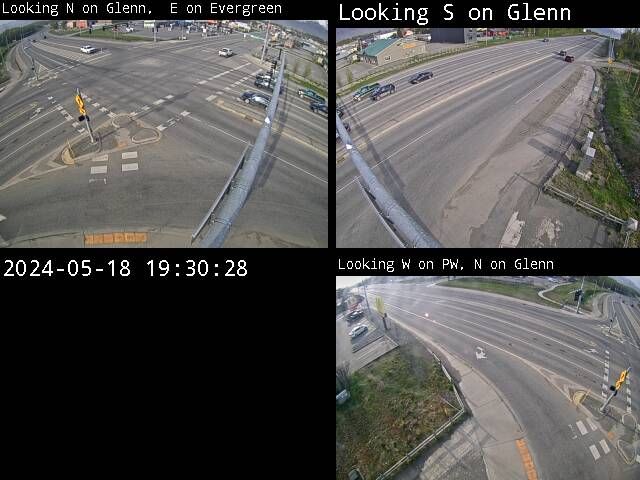 Looking N on Glenn,  E on Evergreen
Looking S on Glenn
2024-05-18 19:30:28
Looking W on PW, N on Glenn